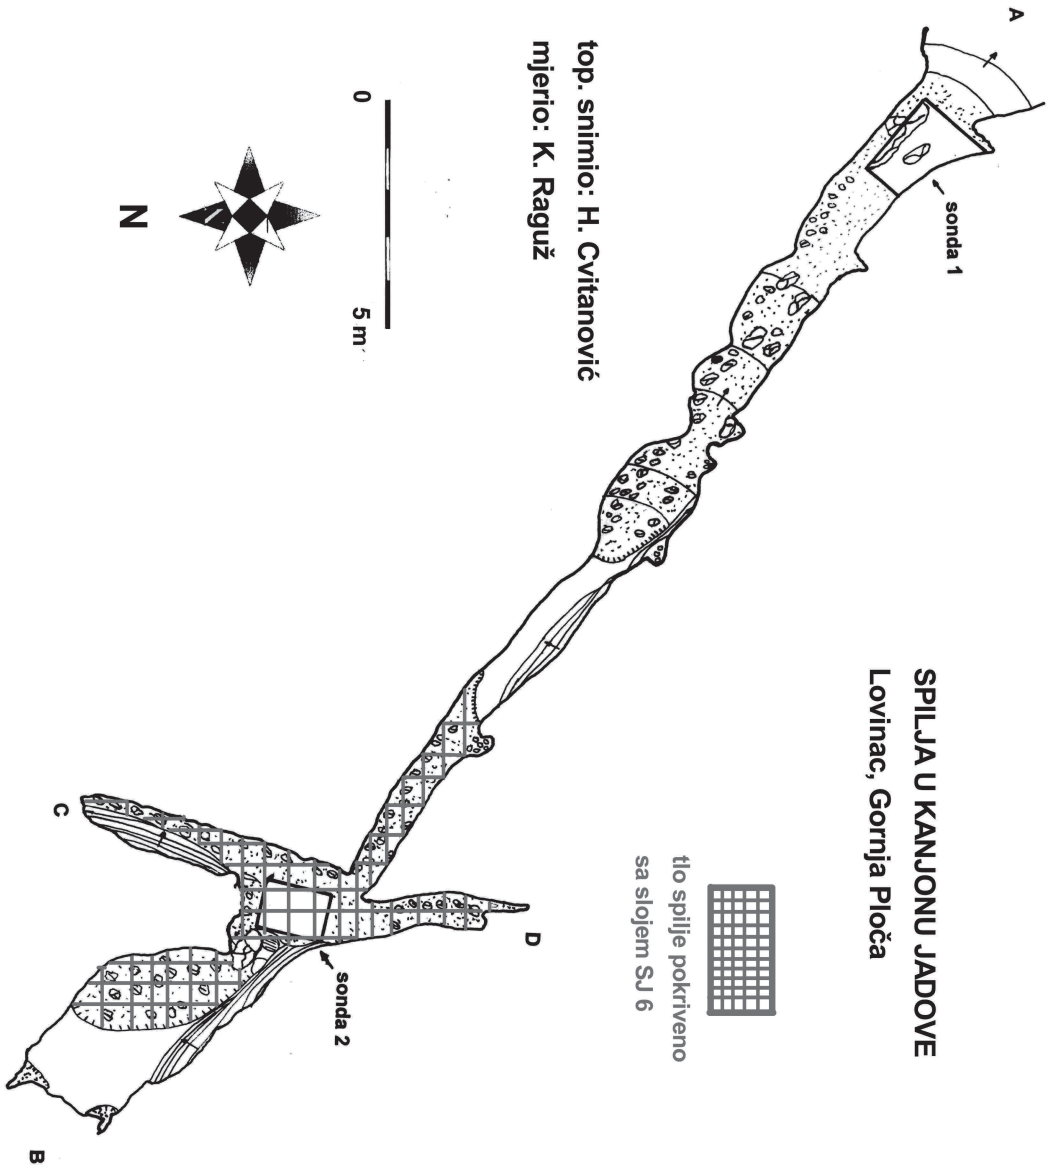 SPILJA U KANJONU JADOVE
Lovinac, Gornja Ploča
A
sonda 1
top. snimio: H. Cvitanović
mjerio: K. Raguž
0
5 m
N
tlo spilje pokriveno
sa slojem SJ 6
C
D
sonda 2
B